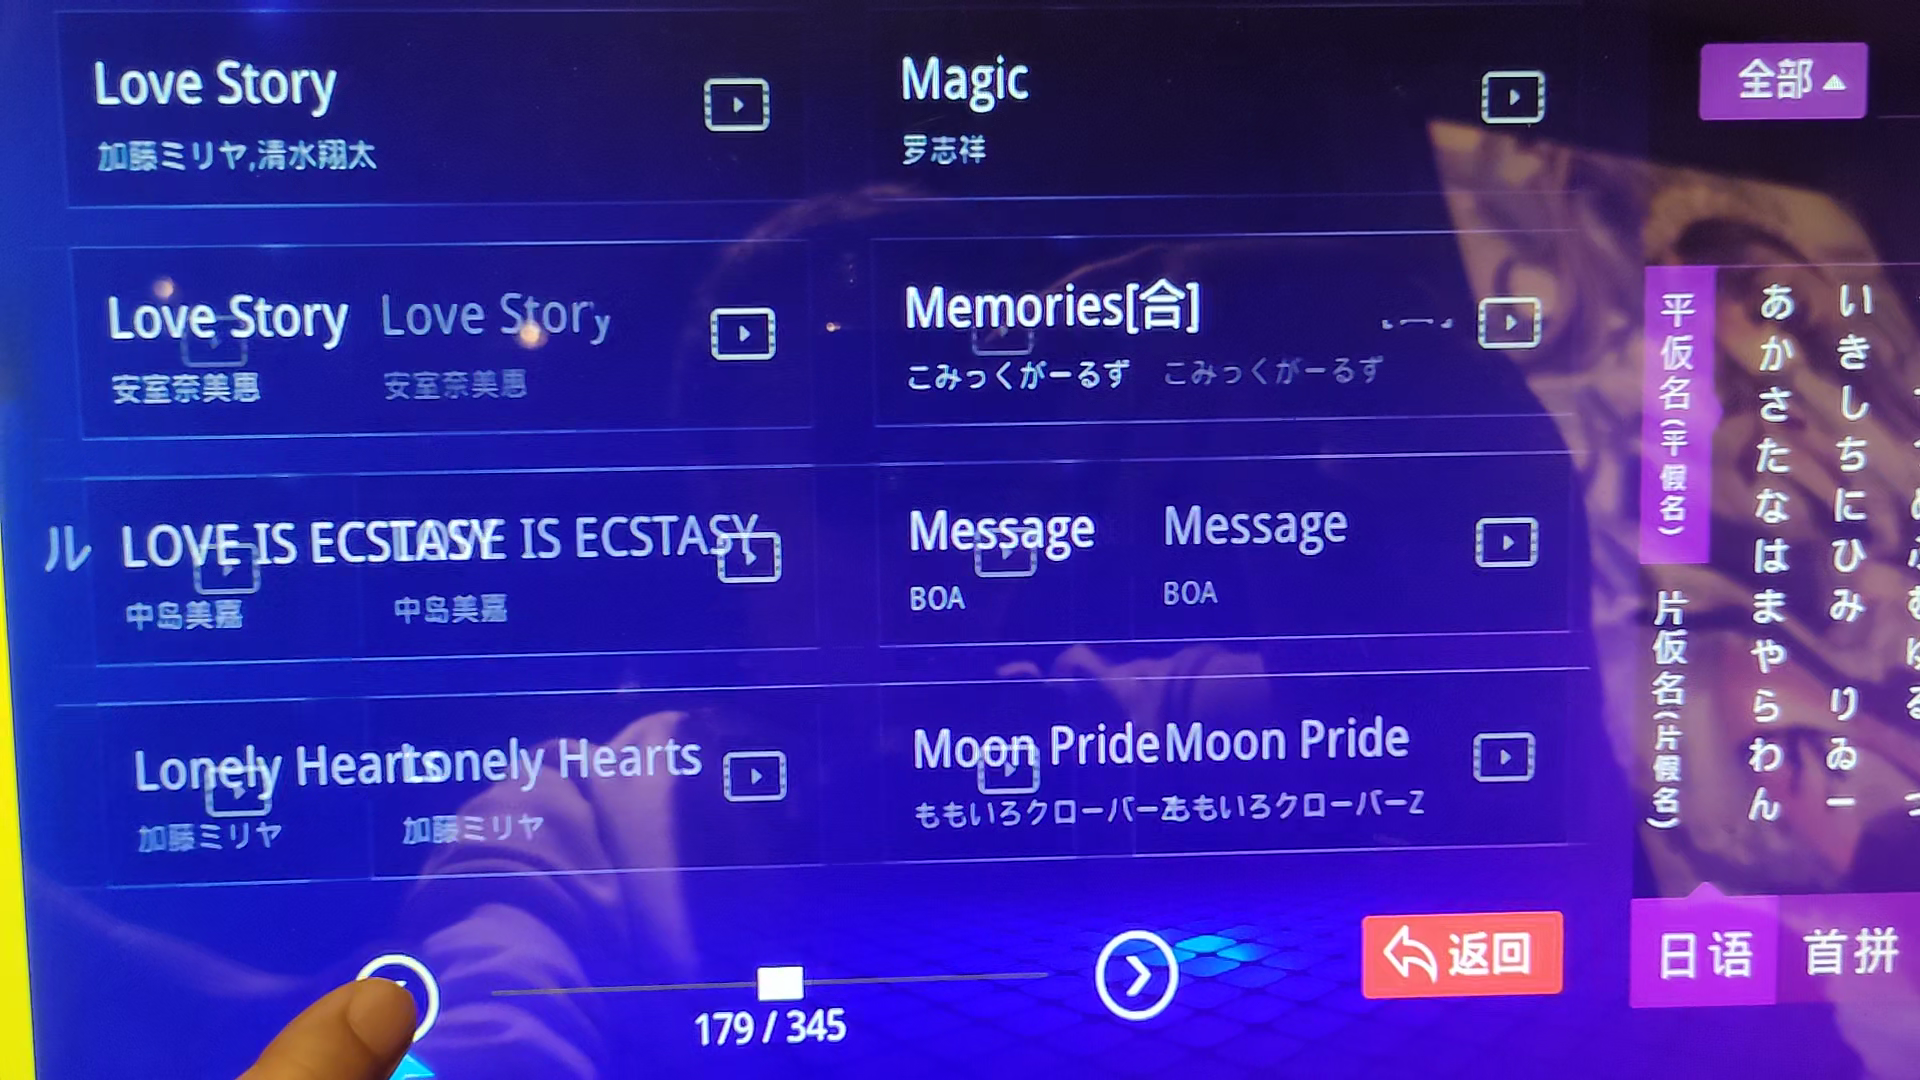 Love Story
加藤ミリヤ,清水翔太
Magic
罗志祥
全部
Love Story Love Story
安室奈美恵 安室奈美恵
Memories[合]
こみっくがーるず こみっくがーるず
ル
LOVE IS ECSTASY LOVE IS ECSTASY
中岛美嘉 中岛美嘉
Message Message
BOA BOA
Lonely Hearts Lonely Hearts
加藤ミリヤ 加藤ミリヤ
Moon Pride Moon Pride
ももいろクローバーZ ももいろクローバーZ
平仮名(平假名)
片仮名(片假名)
あかさたなはまやらわん
いきしちにひみ りゐー
179 / 345
返回
日语
首拼